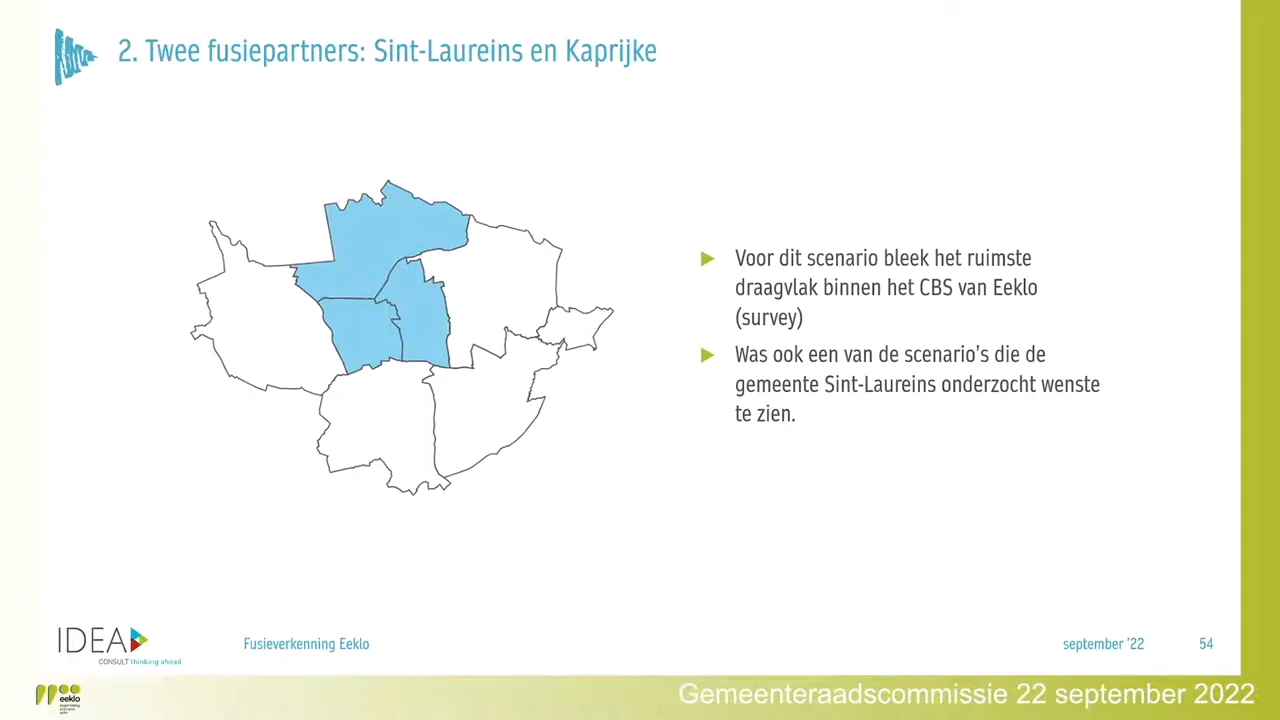 2. Twee fusiepartners: Sint-Laureins en Kaprijke
Voor dit scenario bleek het ruimste
draagvlak binnen het CBS van Eeklo
(survey)
Was ook een van de scenario's die de
gemeente Sint-Laureins onderzocht wenste
te zien.
IDEA
CONSULT thinking ahead
Fusieverkenning Eeklo
september '22
54
eeklo
Gemeenteraadscommissie 22 september 2022